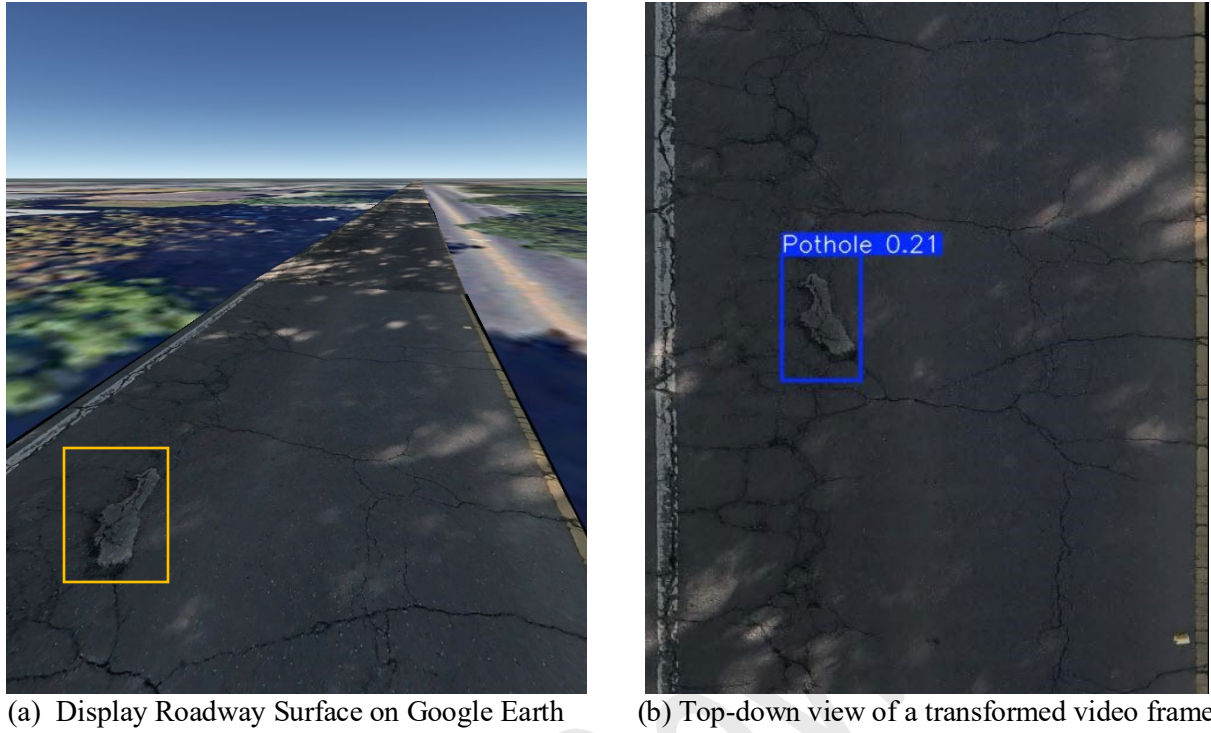 Pothole 0.21
(a) Display Roadway Surface on Google Earth
(b) Top-down view of a transformed video frame